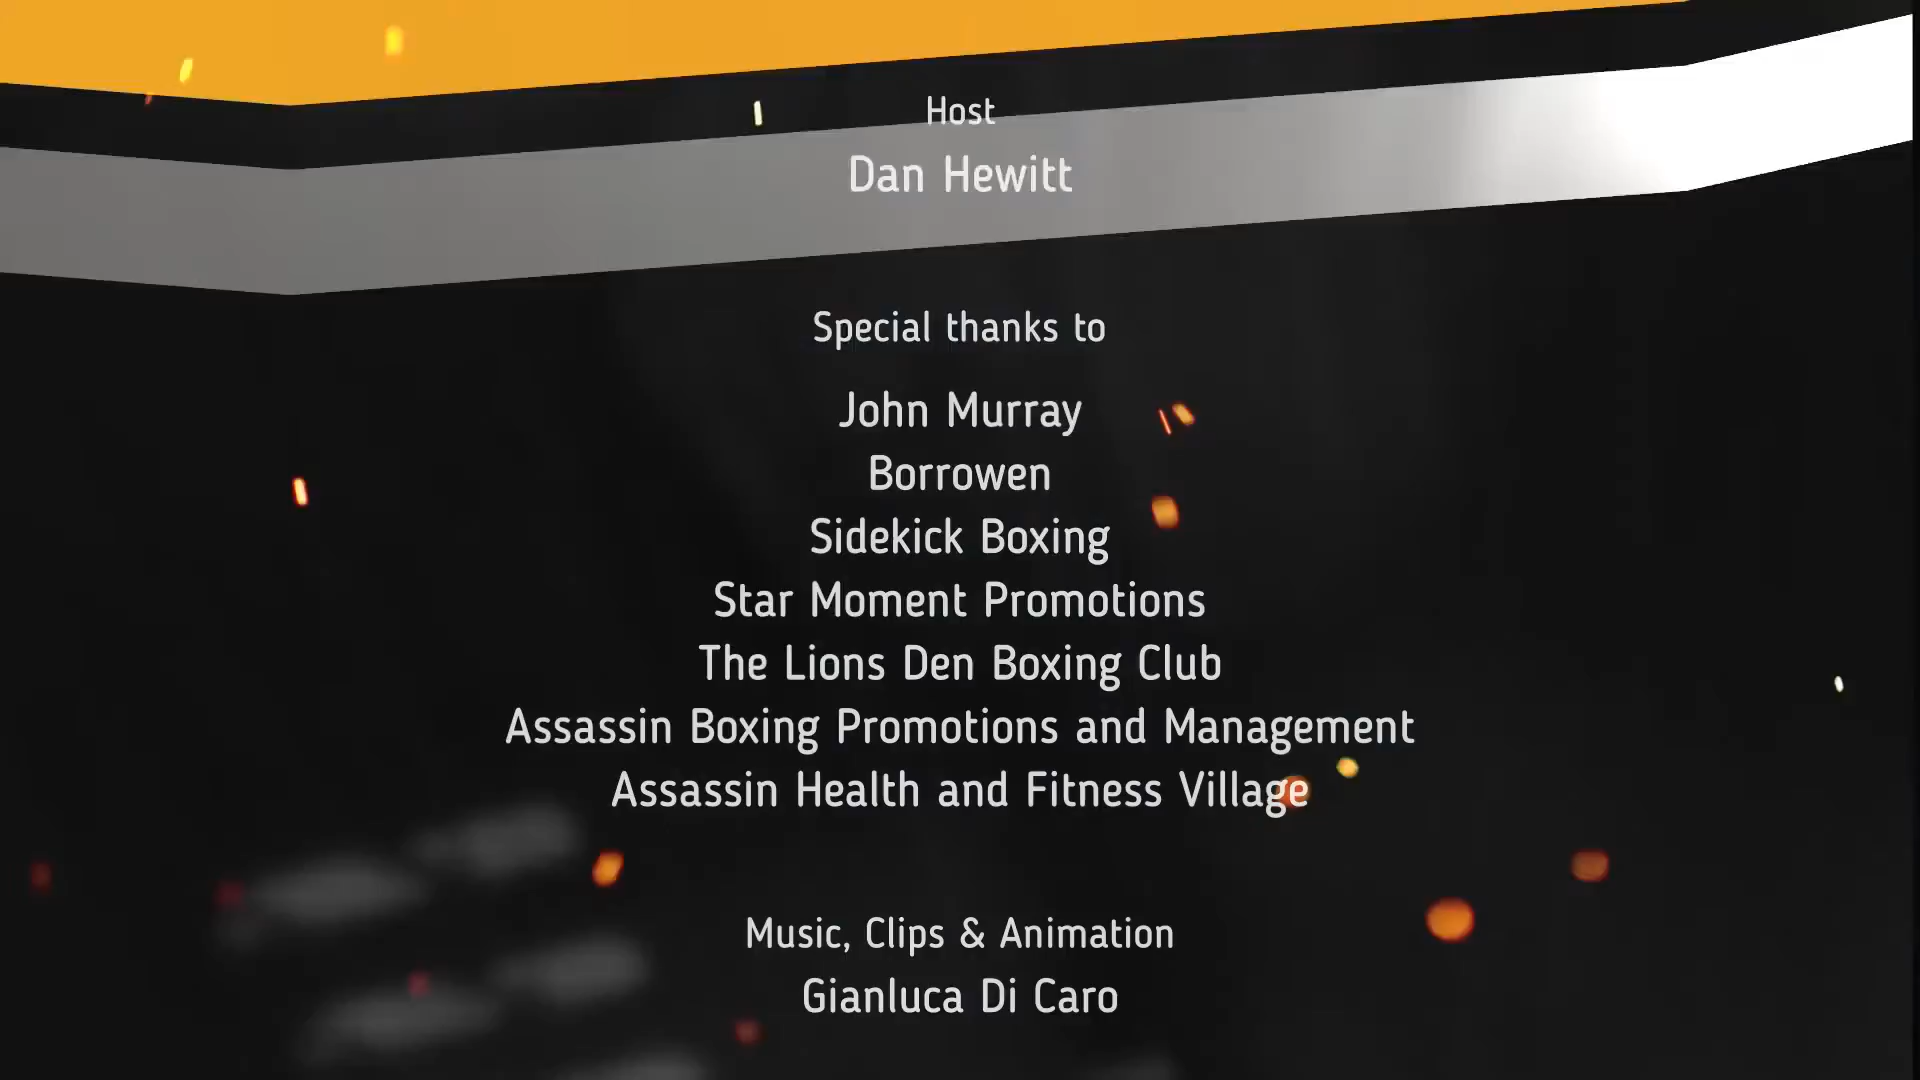 Host
Dan Hewitt
Special thanks to
John Murray
Borrowen
Sidekick Boxing
Star Moment Promotions
The Lions Den Boxing Club
Assassin Boxing Promotions and Management
Assassin Health and Fitness Village
Music, Clips & Animation
Gianluca Di Caro